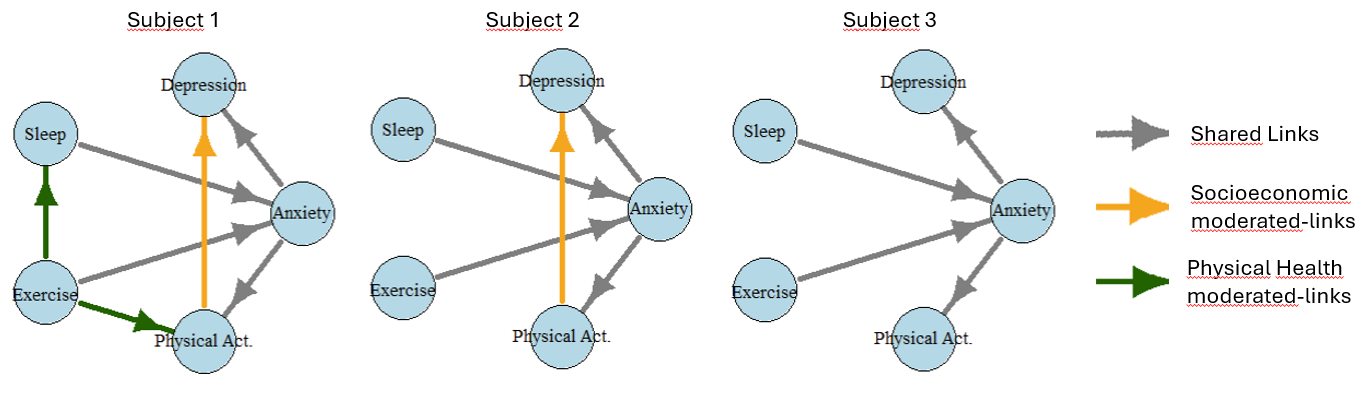 Subject 1
Subject 2
Subject 3
Depression
Sleep
Anxiety
Exercise
Physical Act.
Depression
Sleep
Anxiety
Exercise
Physical Act.
Depression
Sleep
Anxiety
Exercise
Physical Act.
Shared Links
Socioeconomic
moderated-links
Physical Health
moderated-links